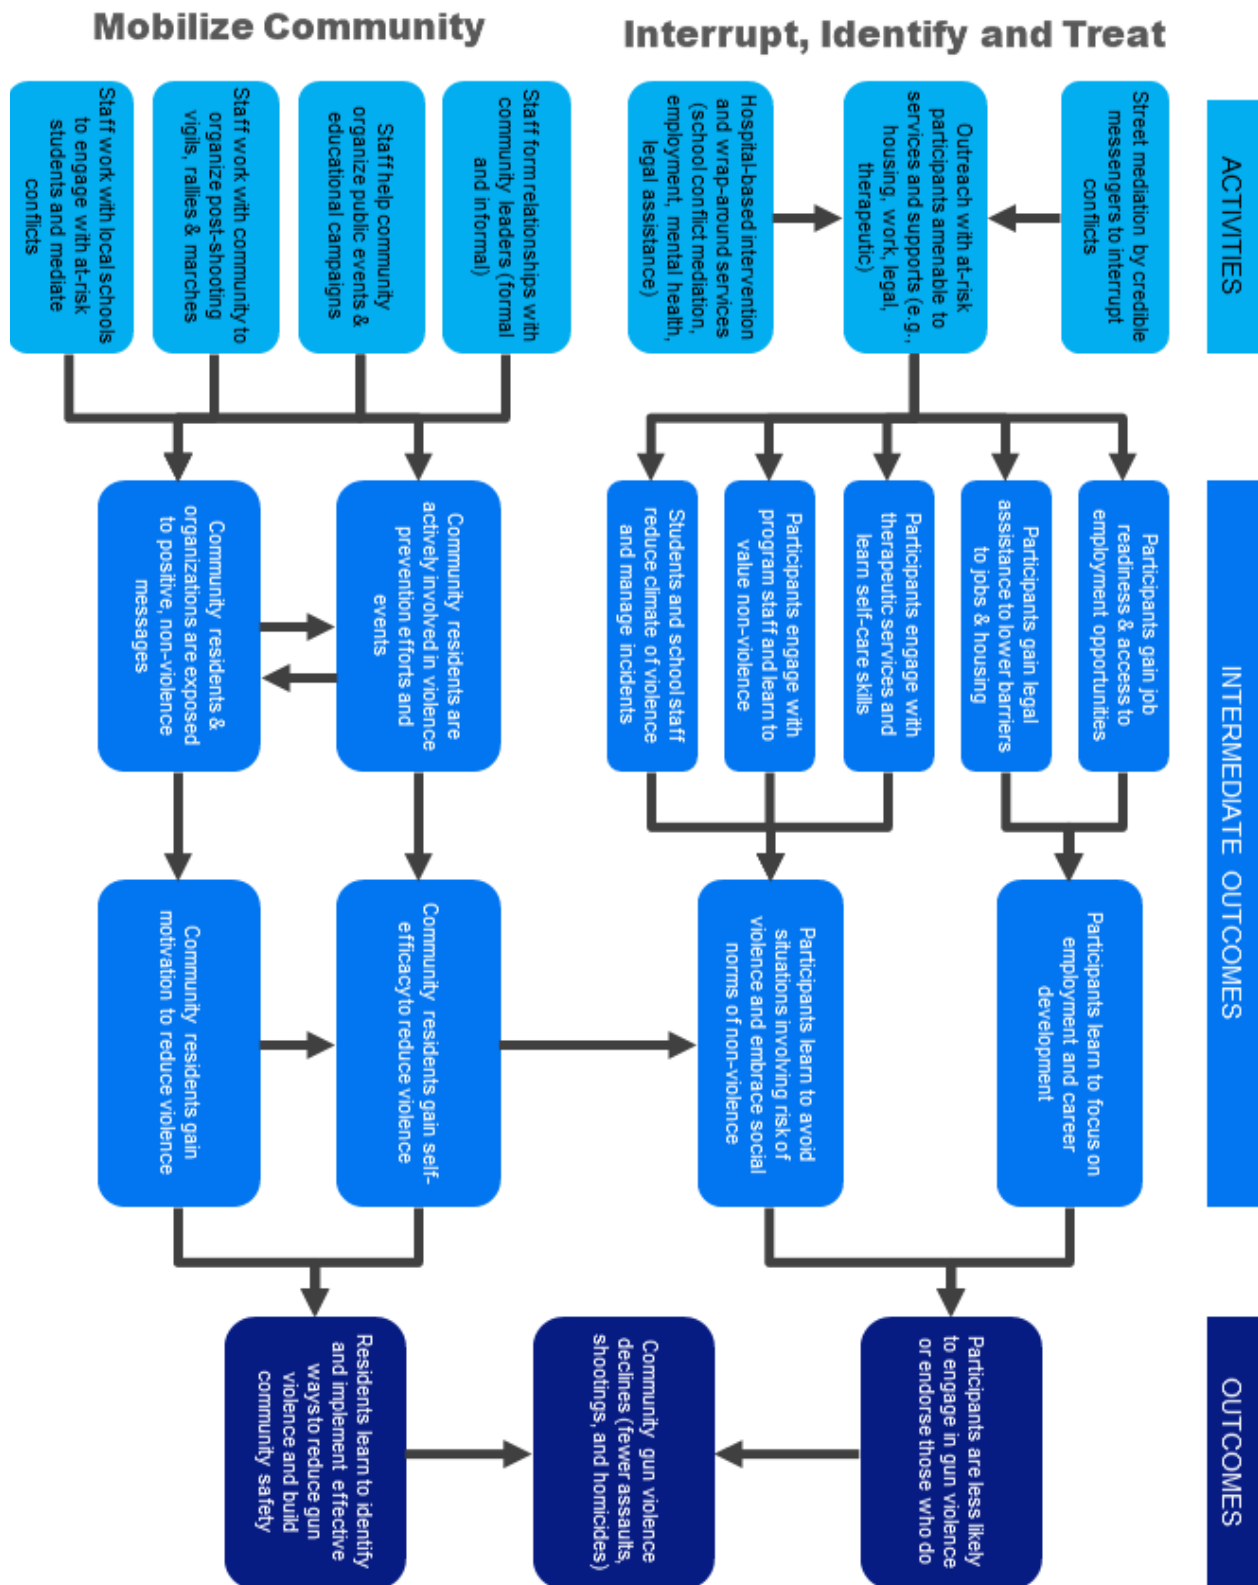 Mobilize Community
Interrupt, Identify and Treat
ACTIVITIES
Street mediation by credible
messengers to interrupt
conflicts
Outreach with at-risk
participants amenable to
services and supports (e.g.,
housing, work, legal,
therapeutic)
Hospital-based intervention
and wrap-around services
(school conflict mediation,
employment, mental health,
legal assistance)
Staff form relationships with
community leaders (formal
and informal)
Staff help community
organize public events &
educational campaigns
Staff work with community to
organize post-shooting
vigils, rallies & marches
Staff work with local schools
to engage with at-risk
students and mediate
conflicts
INTERMEDIATE OUTCOMES
Participants gain job
readiness & access to
employment opportunities
Participants gain legal
assistance to lower barriers
to jobs & housing
Participants engage with
therapeutic services and
learn self-care skills
Participants engage with
program staff and learn to
value non-violence
Students and school staff
reduce climate of violence
and manage incidents
Community residents are
actively involved in violence
prevention efforts and
events
Community residents &
organizations are exposed
to positive, non-violence
messages
Participants learn to focus on
employment and career
development
Participants learn to avoid
situations involving risk of
violence and embrace social
norms of non-violence
Community residents gain self-
efficacy to reduce violence
Community residents gain
motivation to reduce violence
OUTCOMES
Participants are less likely
to engage in gun violence
or endorse those who do
Community gun violence
declines (fewer assaults,
shootings, and homicides)
Residents learn to identify
and implement effective
ways to reduce gun
violence and build
community safety